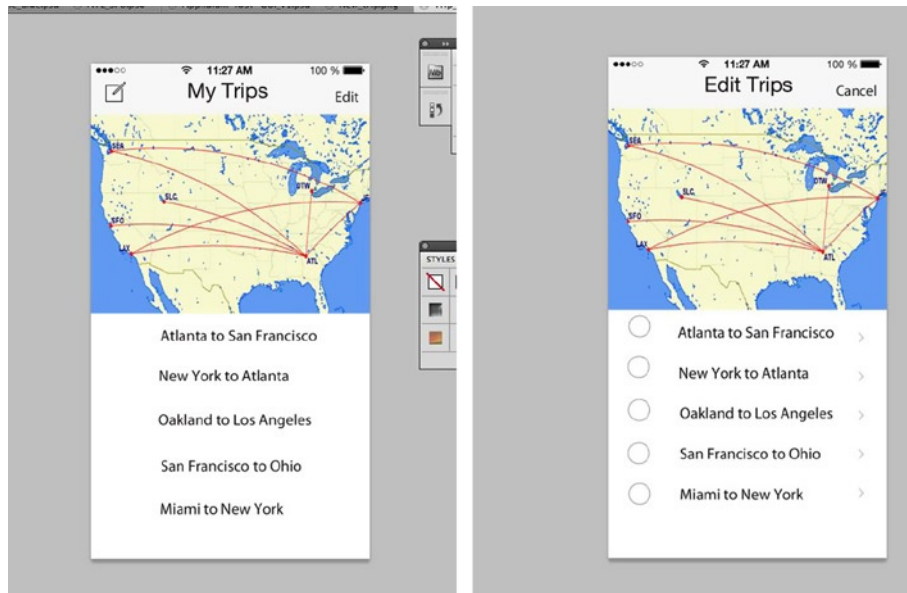 11:27 AM
100 %
My Trips
Edit
SEA
SLC
DTW
SFO
LAX
ATL
Atlanta to San Francisco
New York to Atlanta
Oakland to Los Angeles
San Francisco to Ohio
Miami to New York
STYLES
11:27 AM
100 %
Edit Trips
Cancel
SEA
SLC
DTW
SFO
LAX
ATL
Atlanta to San Francisco
New York to Atlanta
Oakland to Los Angeles
San Francisco to Ohio
Miami to New York